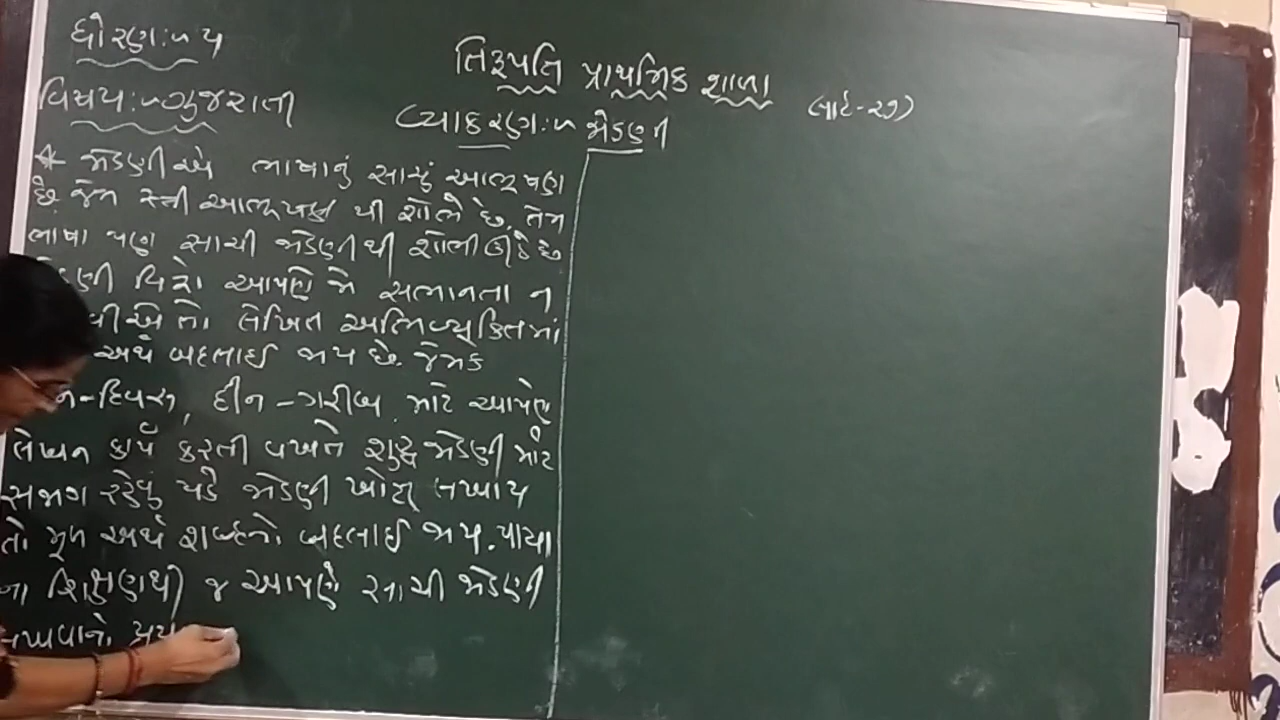 ધોરણઃ૫
તિરૂપતિ પ્રાથમિક શાળા
વિષયઃગુજરાતી
(પાર્ટ-૨૭)
વ્યાકરણઃ જોડણી
* જોડણી એ ભાષાનું સાચું આભૂષણ
છે. જેમ સ્ત્રી આભૂષણ થી શોભે છે. તેમ
ભાષા પણ સાચી જોડણી થી શોભી ઊઠે છે
વિશે આપણે જો સભાનતા ન
તો લેખિત અભિવ્યક્તિમાં
અર્થ બદલાઈ જાય છે. જેમકે
ન-દિવસ, દીન-ગરીબ. માટે આપણે
લેખન કાર્ય કરતી વખતે શુદ્ધ જોડણી માટે
સજાગ રહેવું પડે જોડણી ખોટી લખાય
તો મૂળ અર્થ શબ્દનો બદલાઈ જાય. પાયા
ના શિક્ષણથી જ આપણે સાચી જોડણી
લખવાનો